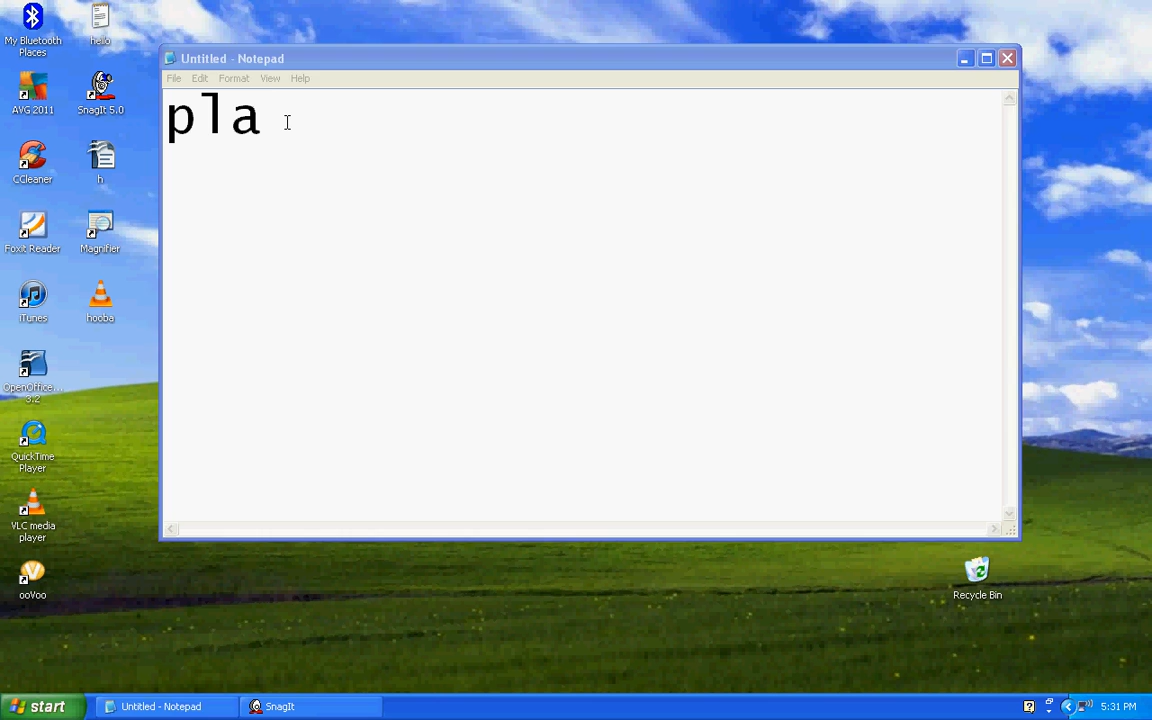 My Bluetooth
Places
hello
AVG 2011
SnagIt 5.0
CCleaner
h
Foxit Reader
Magnifier
iTunes
hooba
OpenOffice...
3.2
QuickTime
Player
VLC media
player
ooVoo
Untitled - Notepad
File Edit Format View Help
pla
Recycle Bin
start
Untitled - Notepad
SnagIt
5:31 PM